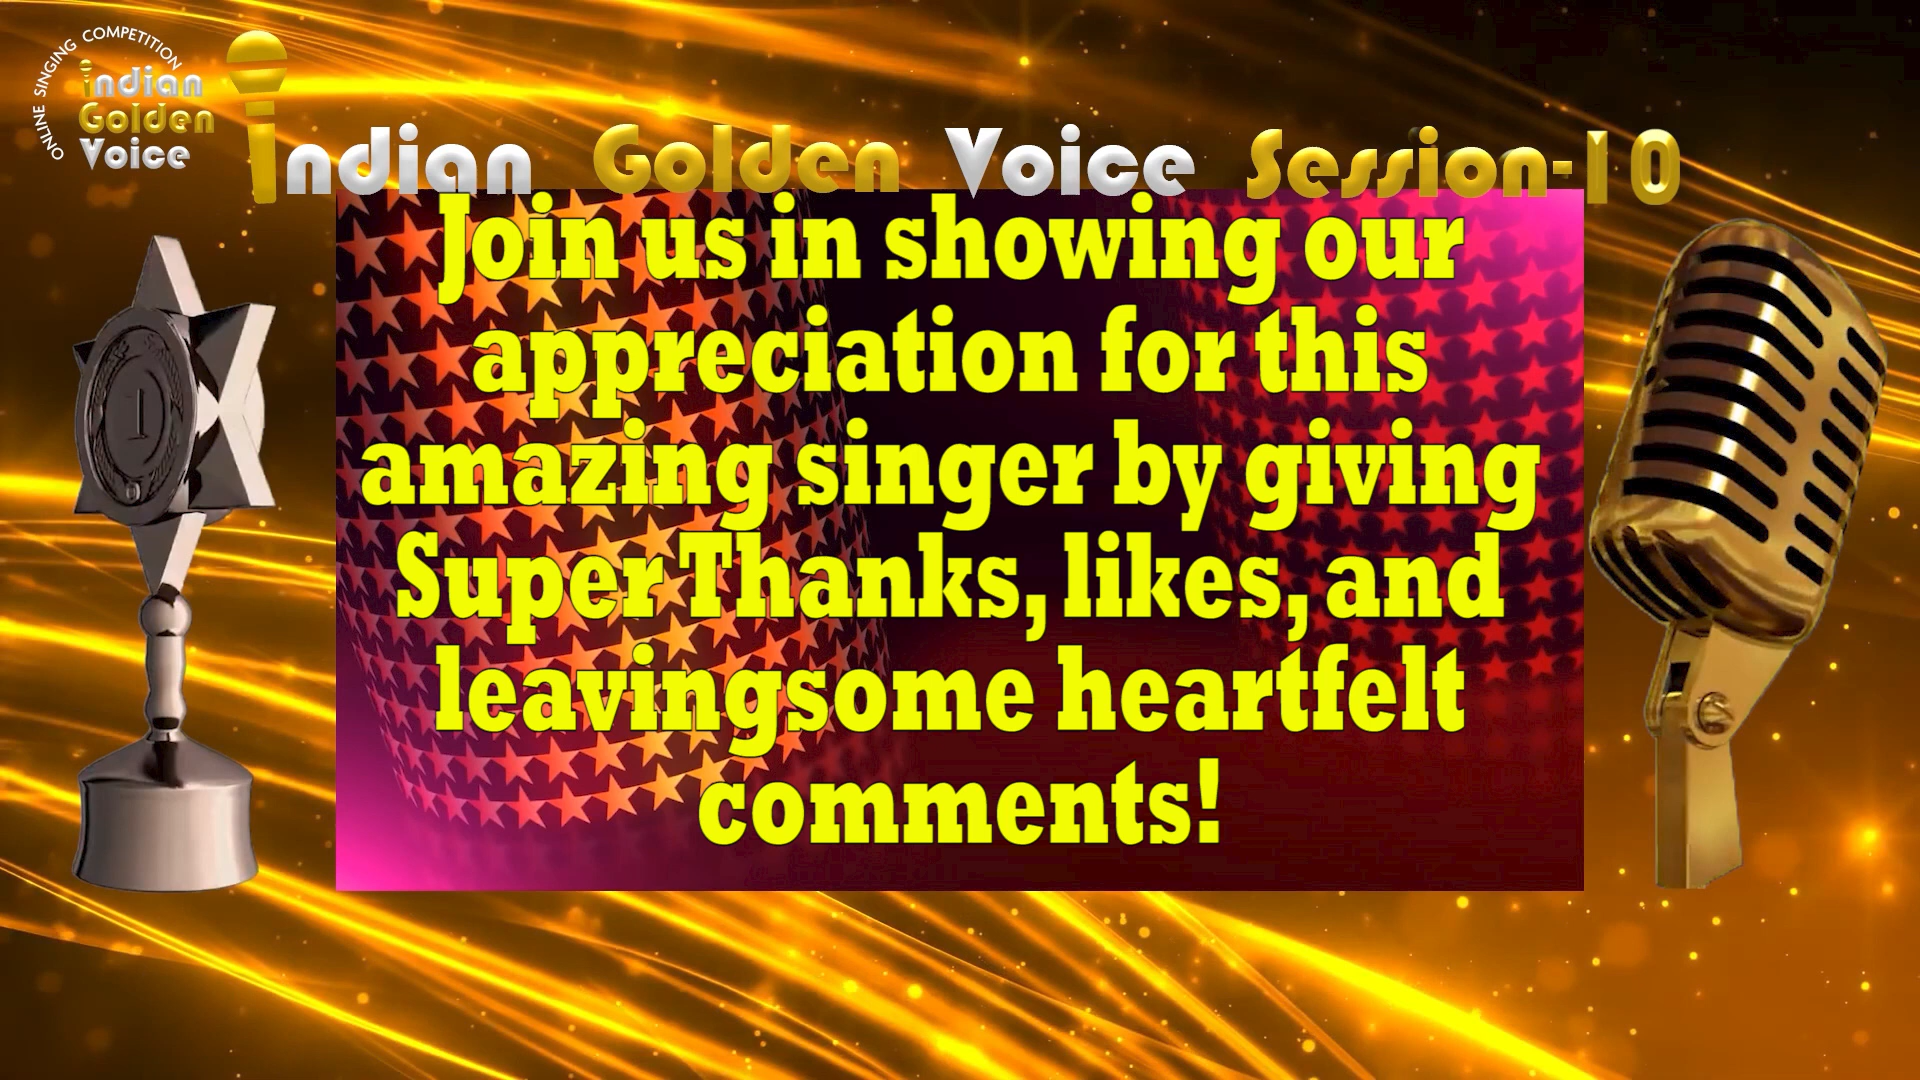 ONLINE SINGING COMPETITION
indian
Golden
Voice
indian Golden Voice Session-10
Join us in showing our
appreciation for this
amazing singer by giving
Super Thanks, likes, and
leavingsome heartfelt
comments!
1